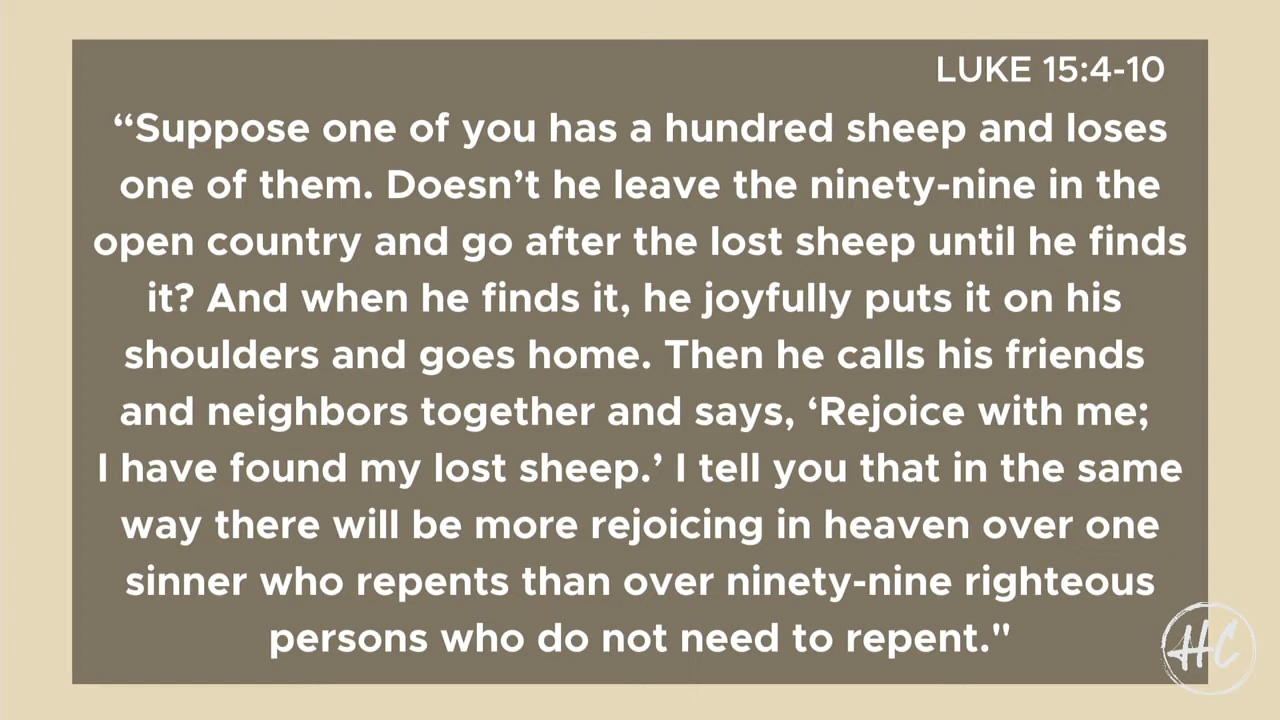 LUKE 15:4-10
“Suppose one of you has a hundred sheep and loses
one of them. Doesn’t he leave the ninety-nine in the
open country and go after the lost sheep until he finds
it? And when he finds it, he joyfully puts it on his
shoulders and goes home. Then he calls his friends
and neighbors together and says, ‘Rejoice with me;
I have found my lost sheep.’ I tell you that in the same
way there will be more rejoicing in heaven over one
sinner who repents than over ninety-nine righteous
persons who do not need to repent."
HC